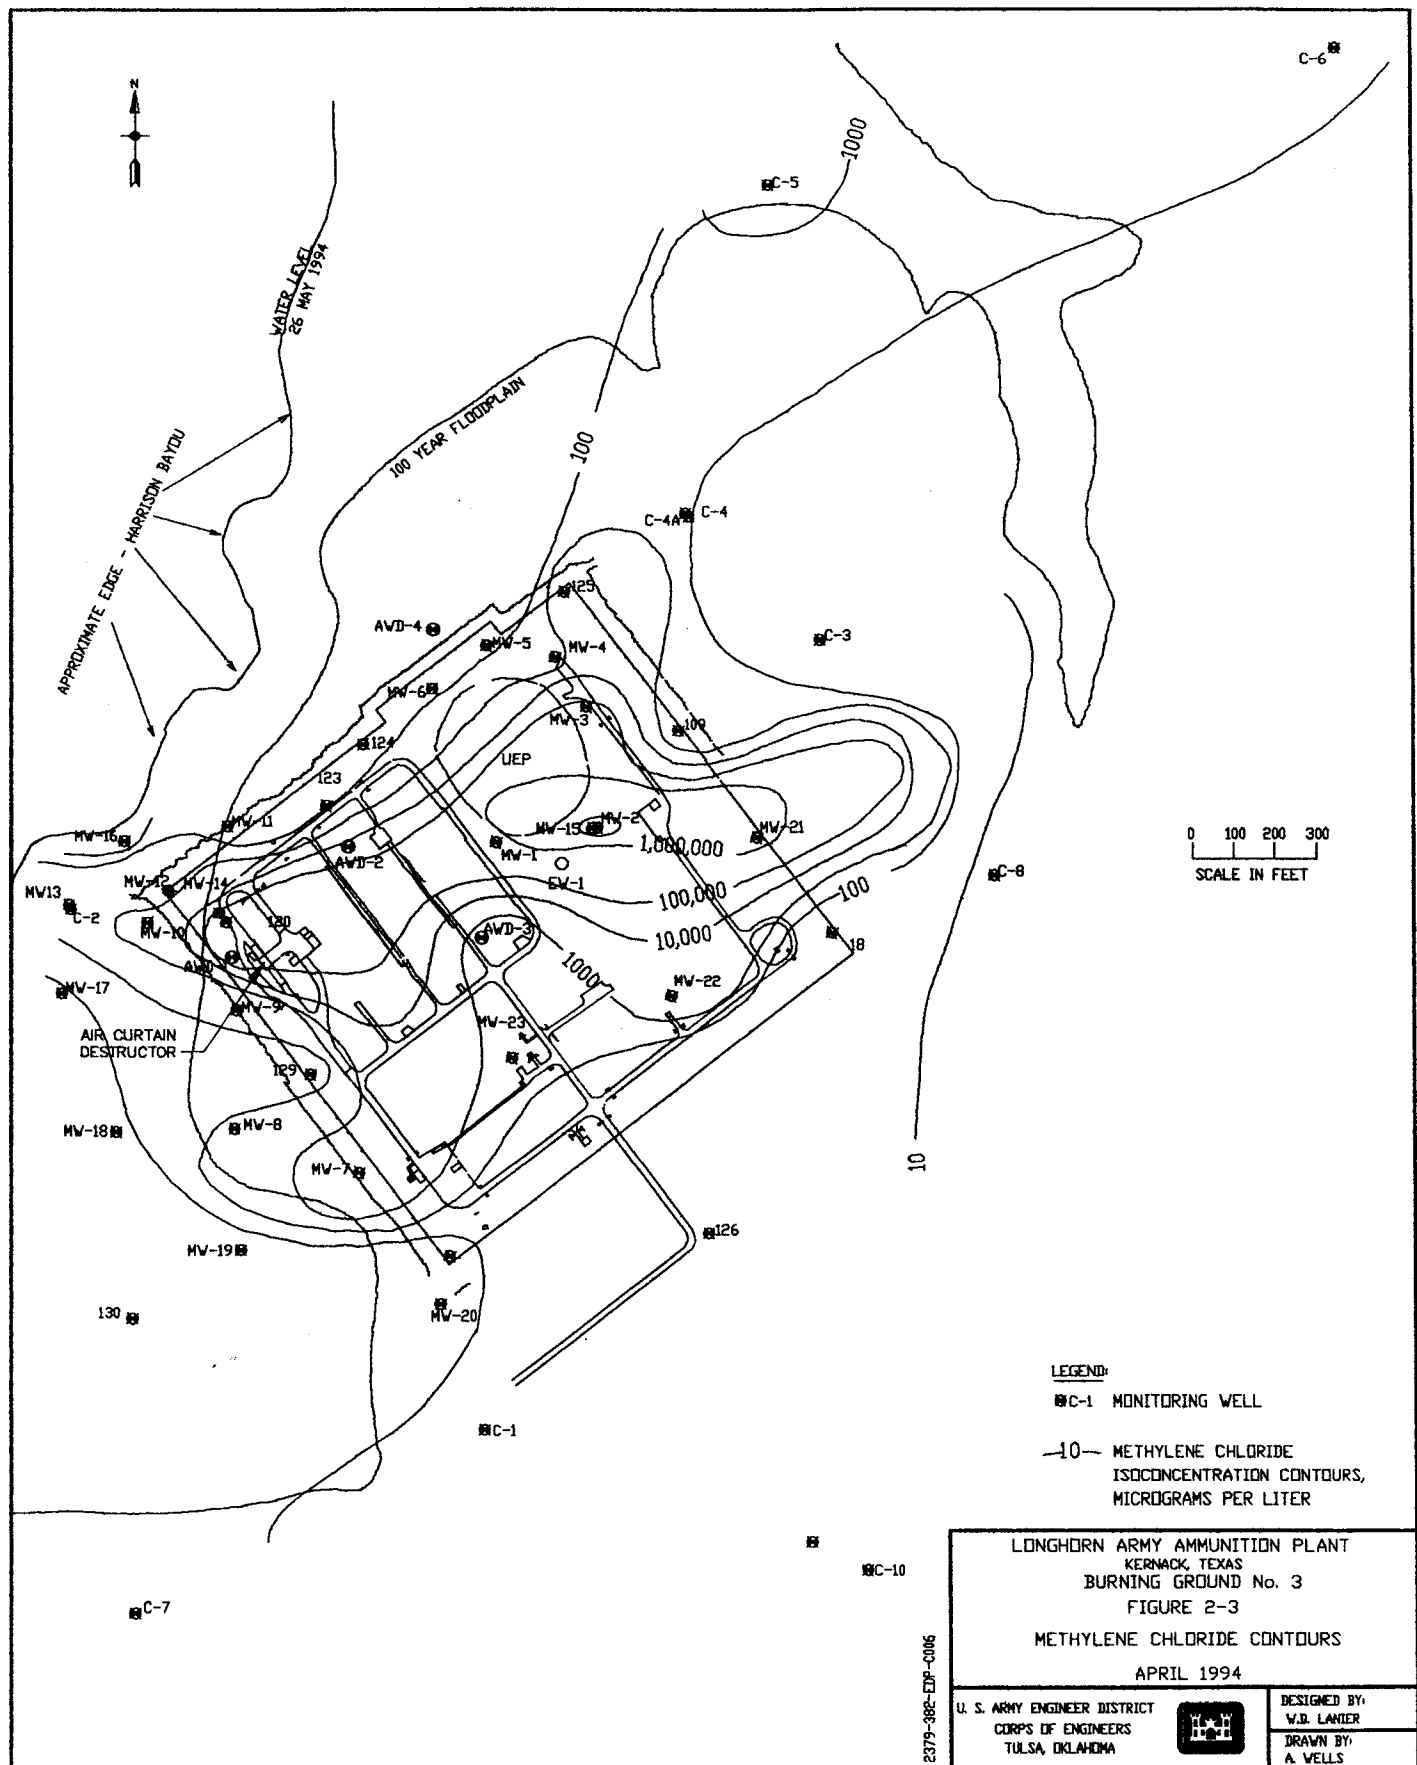 C-6
N
1000
C-5
WATER LEVEL
26 MAY 1994
100 YEAR FLOODPLAIN
100
APPROXIMATE EDGE - HARRISON BAYOU
C-4A
C-4
125
AWD-4
MW-5
MW-4
C-3
MW-6
MW-3
109
124
UEP
123
MW-11
MW-16
MW-15
MW-2
MW-21
1,000,000
MW-1
AWD-2
EW-1
0 100 200 300
SCALE IN FEET
C-8
MW-12
MW-14
MW13
C-2
100,000
100
MW-10
120
AWD-3
10,000
18
AWD-1
1000
MW-17
MW-22
MW-9
MW-23
AIR CURTAIN
DESTRUCTOR
129
MW-18
MW-8
MW-7
10
126
MW-19
130
MW-20
C-1
LEGEND:
C-1 MONITORING WELL
10 METHYLENE CHLORIDE
ISOCONCENTRATION CONTOURS,
MICROGRAMS PER LITER
C-10
C-7
2379-382-EDP-C006
LONGHORN ARMY AMMUNITION PLANT
KERNACK, TEXAS
BURNING GROUND No. 3
FIGURE 2-3
METHYLENE CHLORIDE CONTOURS
APRIL 1994
U. S. ARMY ENGINEER DISTRICT
CORPS OF ENGINEERS
TULSA, OKLAHOMA
DESIGNED BY:
W.D. LANIER
DRAWN BY:
A. WELLS